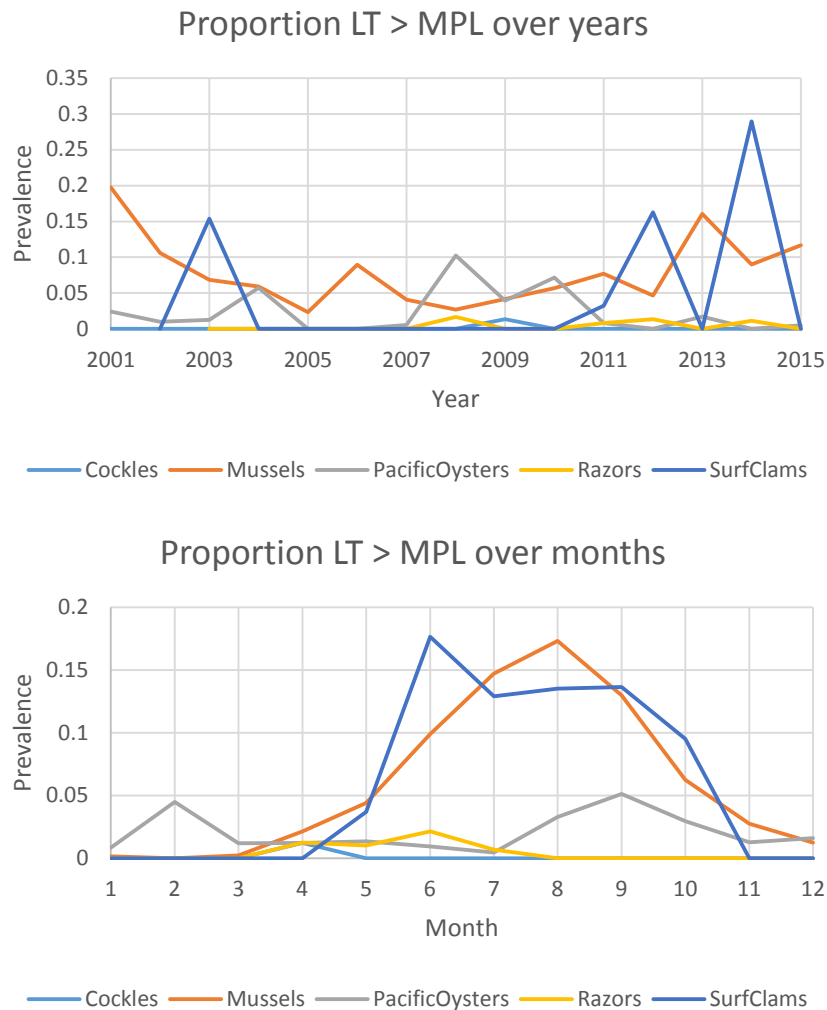 Proportion LT > MPL over years
0.35
0.3
0.25
0.2
0.15
0.1
0.05
0
Prevalence
2001 2003 2005 2007 2009 2011 2013 2015
Year
Cockles Mussels PacificOysters Razors SurfClams
Proportion LT > MPL over months
0.2
0.15
0.1
0.05
0
Prevalence
1 2 3 4 5 6 7 8 9 10 11 12
Month
Cockles Mussels PacificOysters Razors SurfClams